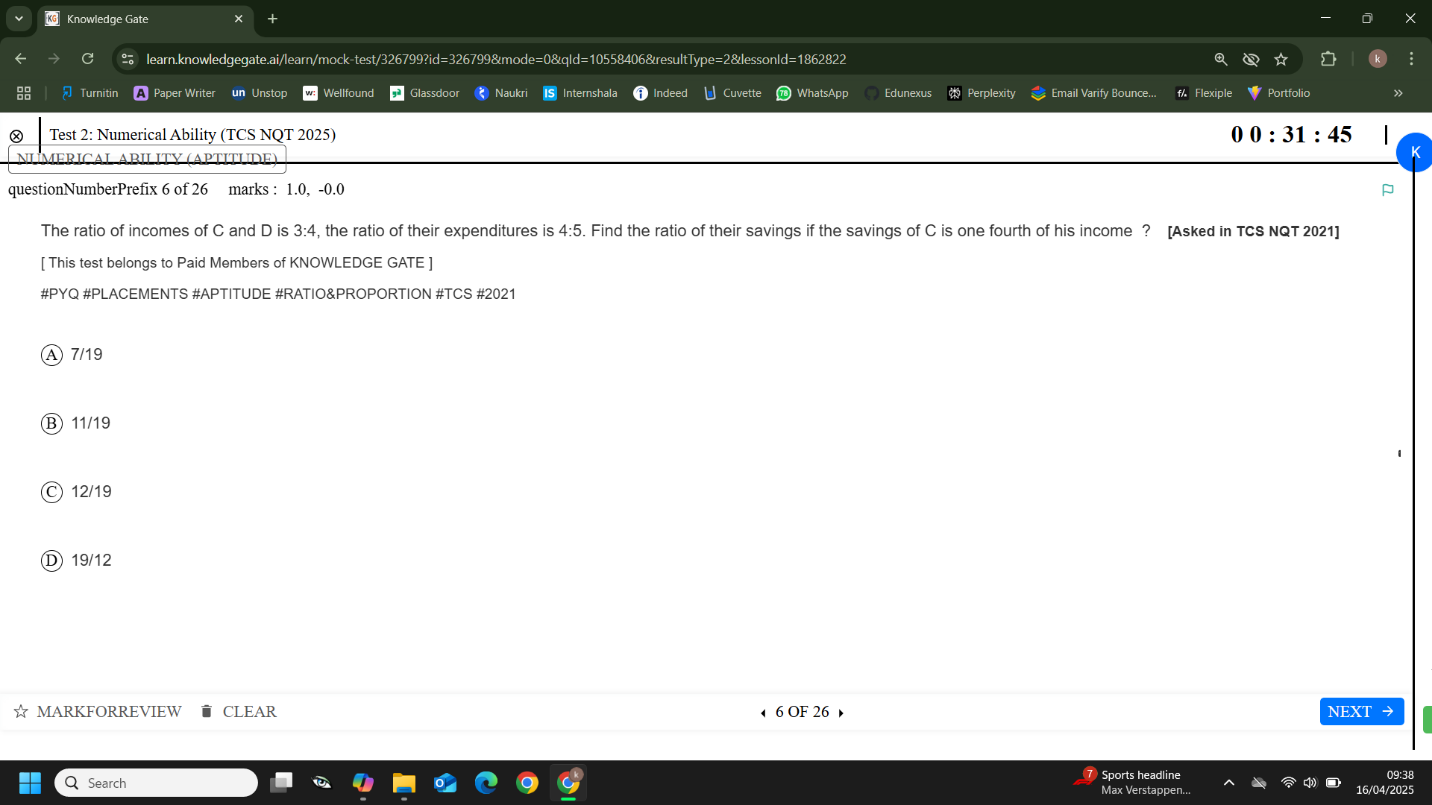 Knowledge Gate
learn.knowledgegate.ai/learn/mock-test/326799?id=326799&mode=0&qId=10558406&resultType=2&lessonId=1862822
k
Turnitin
A Paper Writer
un Unstop
w: Wellfound
Glassdoor
Naukri
IS Internshala
Indeed
Cuvette
WhatsApp
Edunexus
Perplexity
Email Varify Bounce...
Flexiple
Portfolio
Test 2: Numerical Ability (TCS NQT 2025)
0 0 : 31 : 45
K
NUMERICAL ABILITY (APTITUDE)
questionNumberPrefix 6 of 26 marks : 1.0, -0.0
The ratio of incomes of C and D is 3:4, the ratio of their expenditures is 4:5. Find the ratio of their savings if the savings of C is one fourth of his income ? [Asked in TCS NQT 2021]
[ This test belongs to Paid Members of KNOWLEDGE GATE ]
#PYQ #PLACEMENTS #APTITUDE #RATIO&PROPORTION #TCS #2021
A 7/19
B 11/19
C 12/19
D 19/12
MARKFORREVIEW
CLEAR
6 OF 26
NEXT
Search
7
Sports headline
Max Verstappen...
09:38
16/04/2025